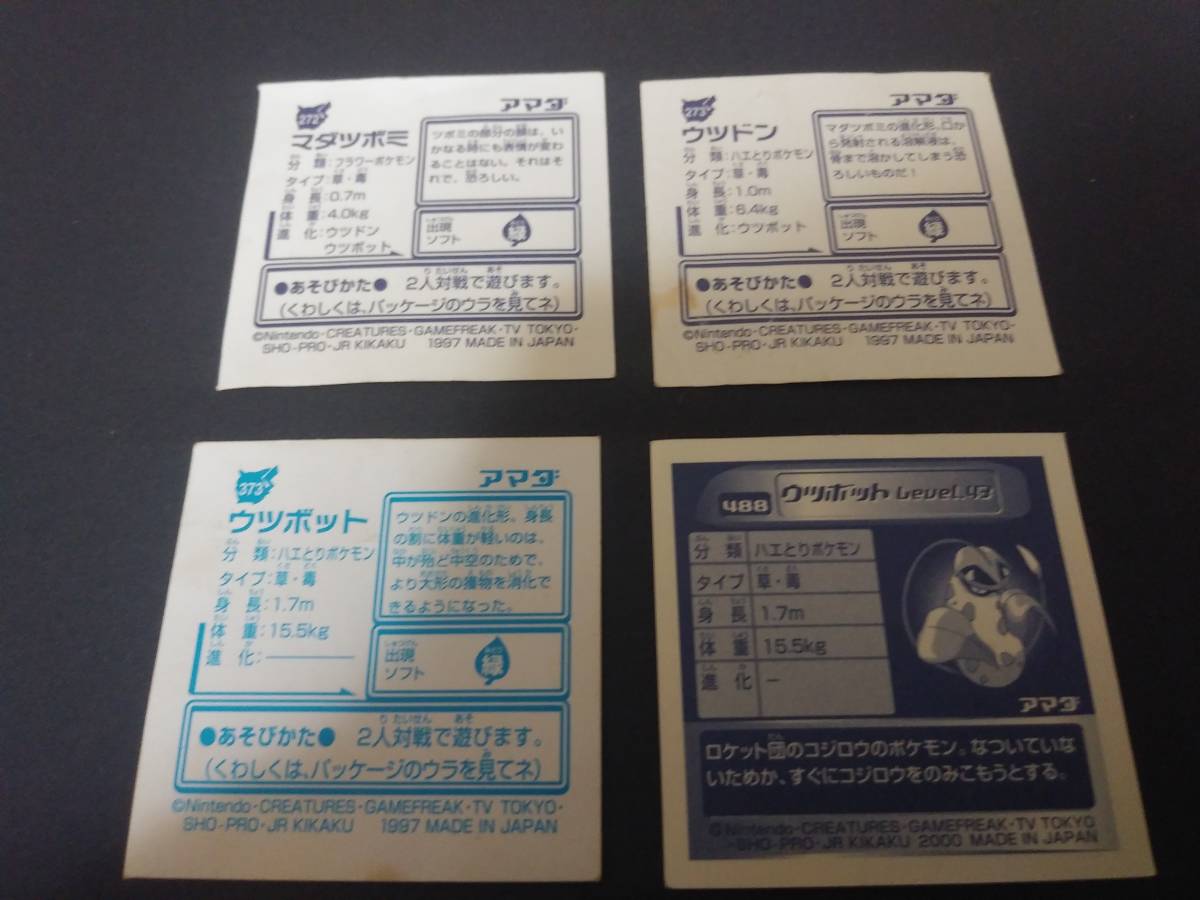 272
アマダ
マダツボミ
分類:フラワーポケモン
タイプ:草・毒
身長:0.7m
体重:4.0kg
進化:ウツドン
ウツボット
ツボミの部分の顔は、い
かなる時にも表情が変わ
ることはない。それはそ
れで、恐ろしい。
出現
ソフト
緑
●あそびかた● 2人対戦で遊びます。
(くわしくは、パッケージのウラを見てネ)
©Nintendo・CREATURES・GAMEFREAK・TV TOKYO・
SHO-PRO・JR KIKAKU 1997 MADE IN JAPAN
273
アマダ
ウツドン
分類:ハエとりポケモン
タイプ:草・毒
身長:1.0m
体重:6.4kg
進化:ウツボット
マダツボミの進化形。口か
ら発射される溶解液は、
骨まで溶かしてしまう恐
ろしいものだ!
出現
ソフト
緑
●あそびかた● 2人対戦で遊びます。
(くわしくは、パッケージのウラを見てネ)
©Nintendo・CREATURES・GAMEFREAK・TV TOKYO・
SHO-PRO・JR KIKAKU 1997 MADE IN JAPAN
373
アマダ
ウツボット
分類:ハエとりポケモン
タイプ:草・毒
身長:1.7m
体重:15.5kg
進化:―――――
ウツドンの進化形。身長
の割に体重が軽いのは、
中が殆ど中空のためで、
より大形の獲物を消化で
きるようになった。
出現
ソフト
緑
●あそびかた● 2人対戦で遊びます。
(くわしくは、パッケージのウラを見てネ)
©Nintendo・CREATURES・GAMEFREAK・TV TOKYO・
SHO-PRO・JR KIKAKU 1997 MADE IN JAPAN
488 ウツボット Level.43
分類 ハエとりポケモン
タイプ 草・毒
身長 1.7m
体重 15.5kg
進化 －
アマダ
ロケット団のコジロウのポケモン。なついていな
いためか、すぐにコジロウをのみこもうとする。
©Nintendo・CREATURES・GAMEFREAK・TV TOKYO
・SHO-PRO・JR KIKAKU 2000 MADE IN JAPAN